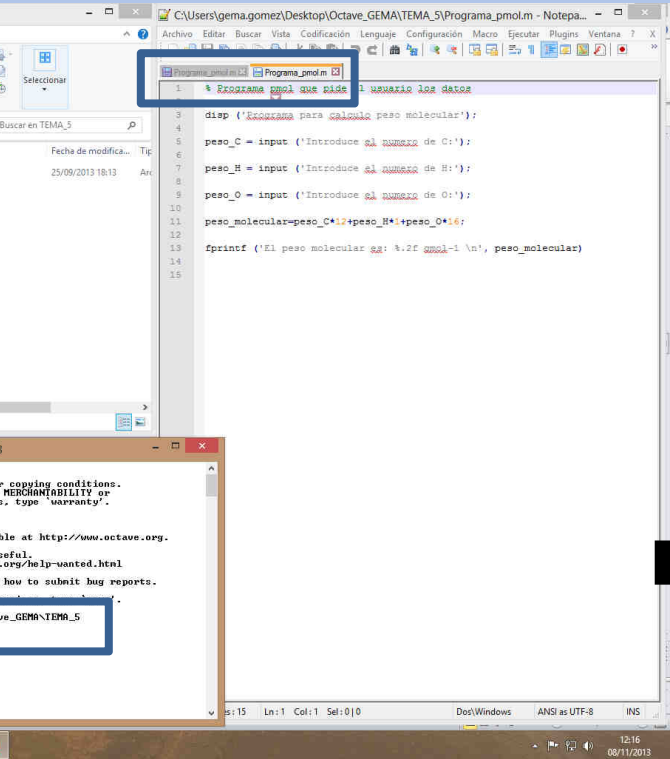 C:\Users\gema.gomez\Desktop\Octave_GEMA\TEMA_5\Programa_pmol.m - Notepa...
Archivo Editar Buscar Vista Codificación Lenguaje Configuración Macro Ejecutar Plugins Ventana ? X
Seleccionar
Programa_pmol.m Programa_pmol.m
Buscar en TEMA_5
Fecha de modifica... Tip
25/09/2013 18:13
1 % Programa pmol que pide l usuario los datos
3 disp ('Programa para calculo peso molecular');
4
5 peso_C = input ('Introduce el numero de C:');
6
7 peso_H = input ('Introduce el numero de H:');
8
9 peso_O = input ('Introduce el numero de O:');
10
11 peso_molecular=peso_C*12+peso_H*1+peso_O*16;
12
13 fprintf ('El peso molecular es: %.2f gmol-1 \n', peso_molecular)
14
15
r copying conditions.
MERCHANTABILITY or
s, type `warranty'.
ble at http://www.octave.org.
seful.
.org/help-wanted.html
how to submit bug reports.
ve_GEMA\TEMA_5
es : 15 Ln : 1 Col : 1 Sel : 0 | 0 Dos\Windows ANSI as UTF-8 INS
12:16
08/11/2013